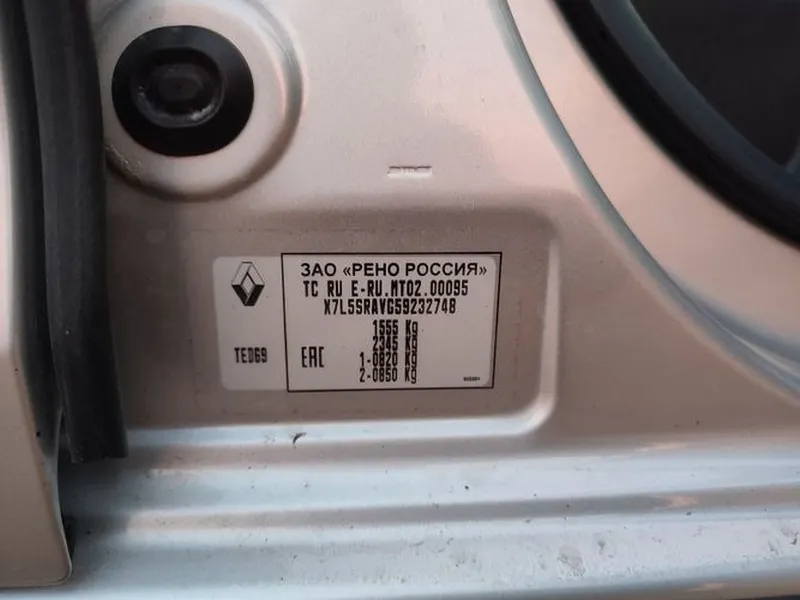 ЗАО «РЕНО РОССИЯ»
TC RU E-RU.MT02.00095
X7L5SRAVG59232748
1555 Kg
2345 Kg
1-0820 Kg
2-0850 Kg
TED69
EAC